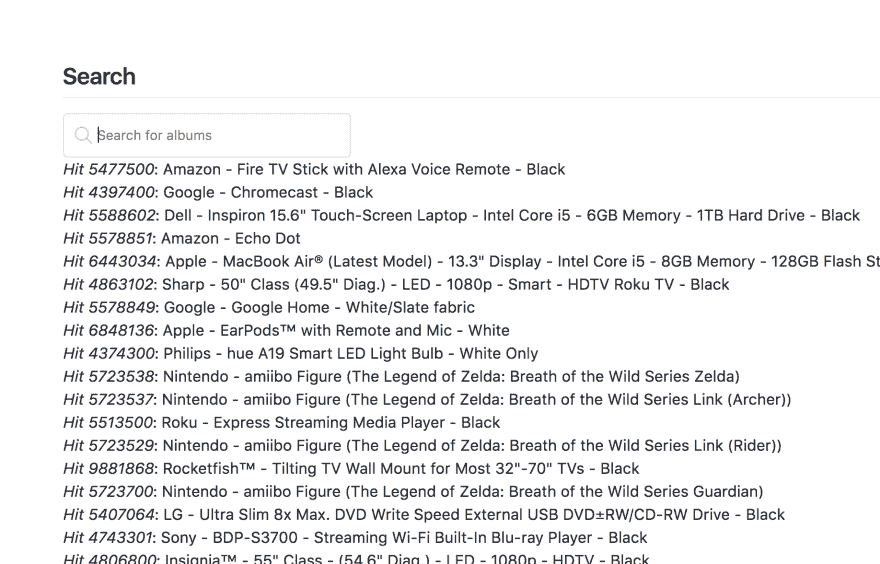 Search
Search for albums
Hit 5477500: Amazon - Fire TV Stick with Alexa Voice Remote - Black
Hit 4397400: Google - Chromecast - Black
Hit 5588602: Dell - Inspiron 15.6" Touch-Screen Laptop - Intel Core i5 - 6GB Memory - 1TB Hard Drive - Black
Hit 5578851: Amazon - Echo Dot
Hit 6443034: Apple - MacBook Air® (Latest Model) - 13.3" Display - Intel Core i5 - 8GB Memory - 128GB Flash St
Hit 4863102: Sharp - 50" Class (49.5" Diag.) - LED - 1080p - Smart - HDTV Roku TV - Black
Hit 5578849: Google - Google Home - White/Slate fabric
Hit 6848136: Apple - EarPods™ with Remote and Mic - White
Hit 4374300: Philips - hue A19 Smart LED Light Bulb - White Only
Hit 5723538: Nintendo - amiibo Figure (The Legend of Zelda: Breath of the Wild Series Zelda)
Hit 5723537: Nintendo - amiibo Figure (The Legend of Zelda: Breath of the Wild Series Link (Archer))
Hit 5513500: Roku - Express Streaming Media Player - Black
Hit 5723529: Nintendo - amiibo Figure (The Legend of Zelda: Breath of the Wild Series Link (Rider))
Hit 9881868: Rocketfish™ - Tilting TV Wall Mount for Most 32"-70" TVs - Black
Hit 5723700: Nintendo - amiibo Figure (The Legend of Zelda: Breath of the Wild Series Guardian)
Hit 5407064: LG - Ultra Slim 8x Max. DVD Write Speed External USB DVD±RW/CD-RW Drive - Black
Hit 4743301: Sony - BDP-S3700 - Streaming Wi-Fi Built-In Blu-ray Player - Black
Hit 4806800: Insignia™ - 55" Class - (54.6" Diag.) - LED - 1080p - HDTV - Black